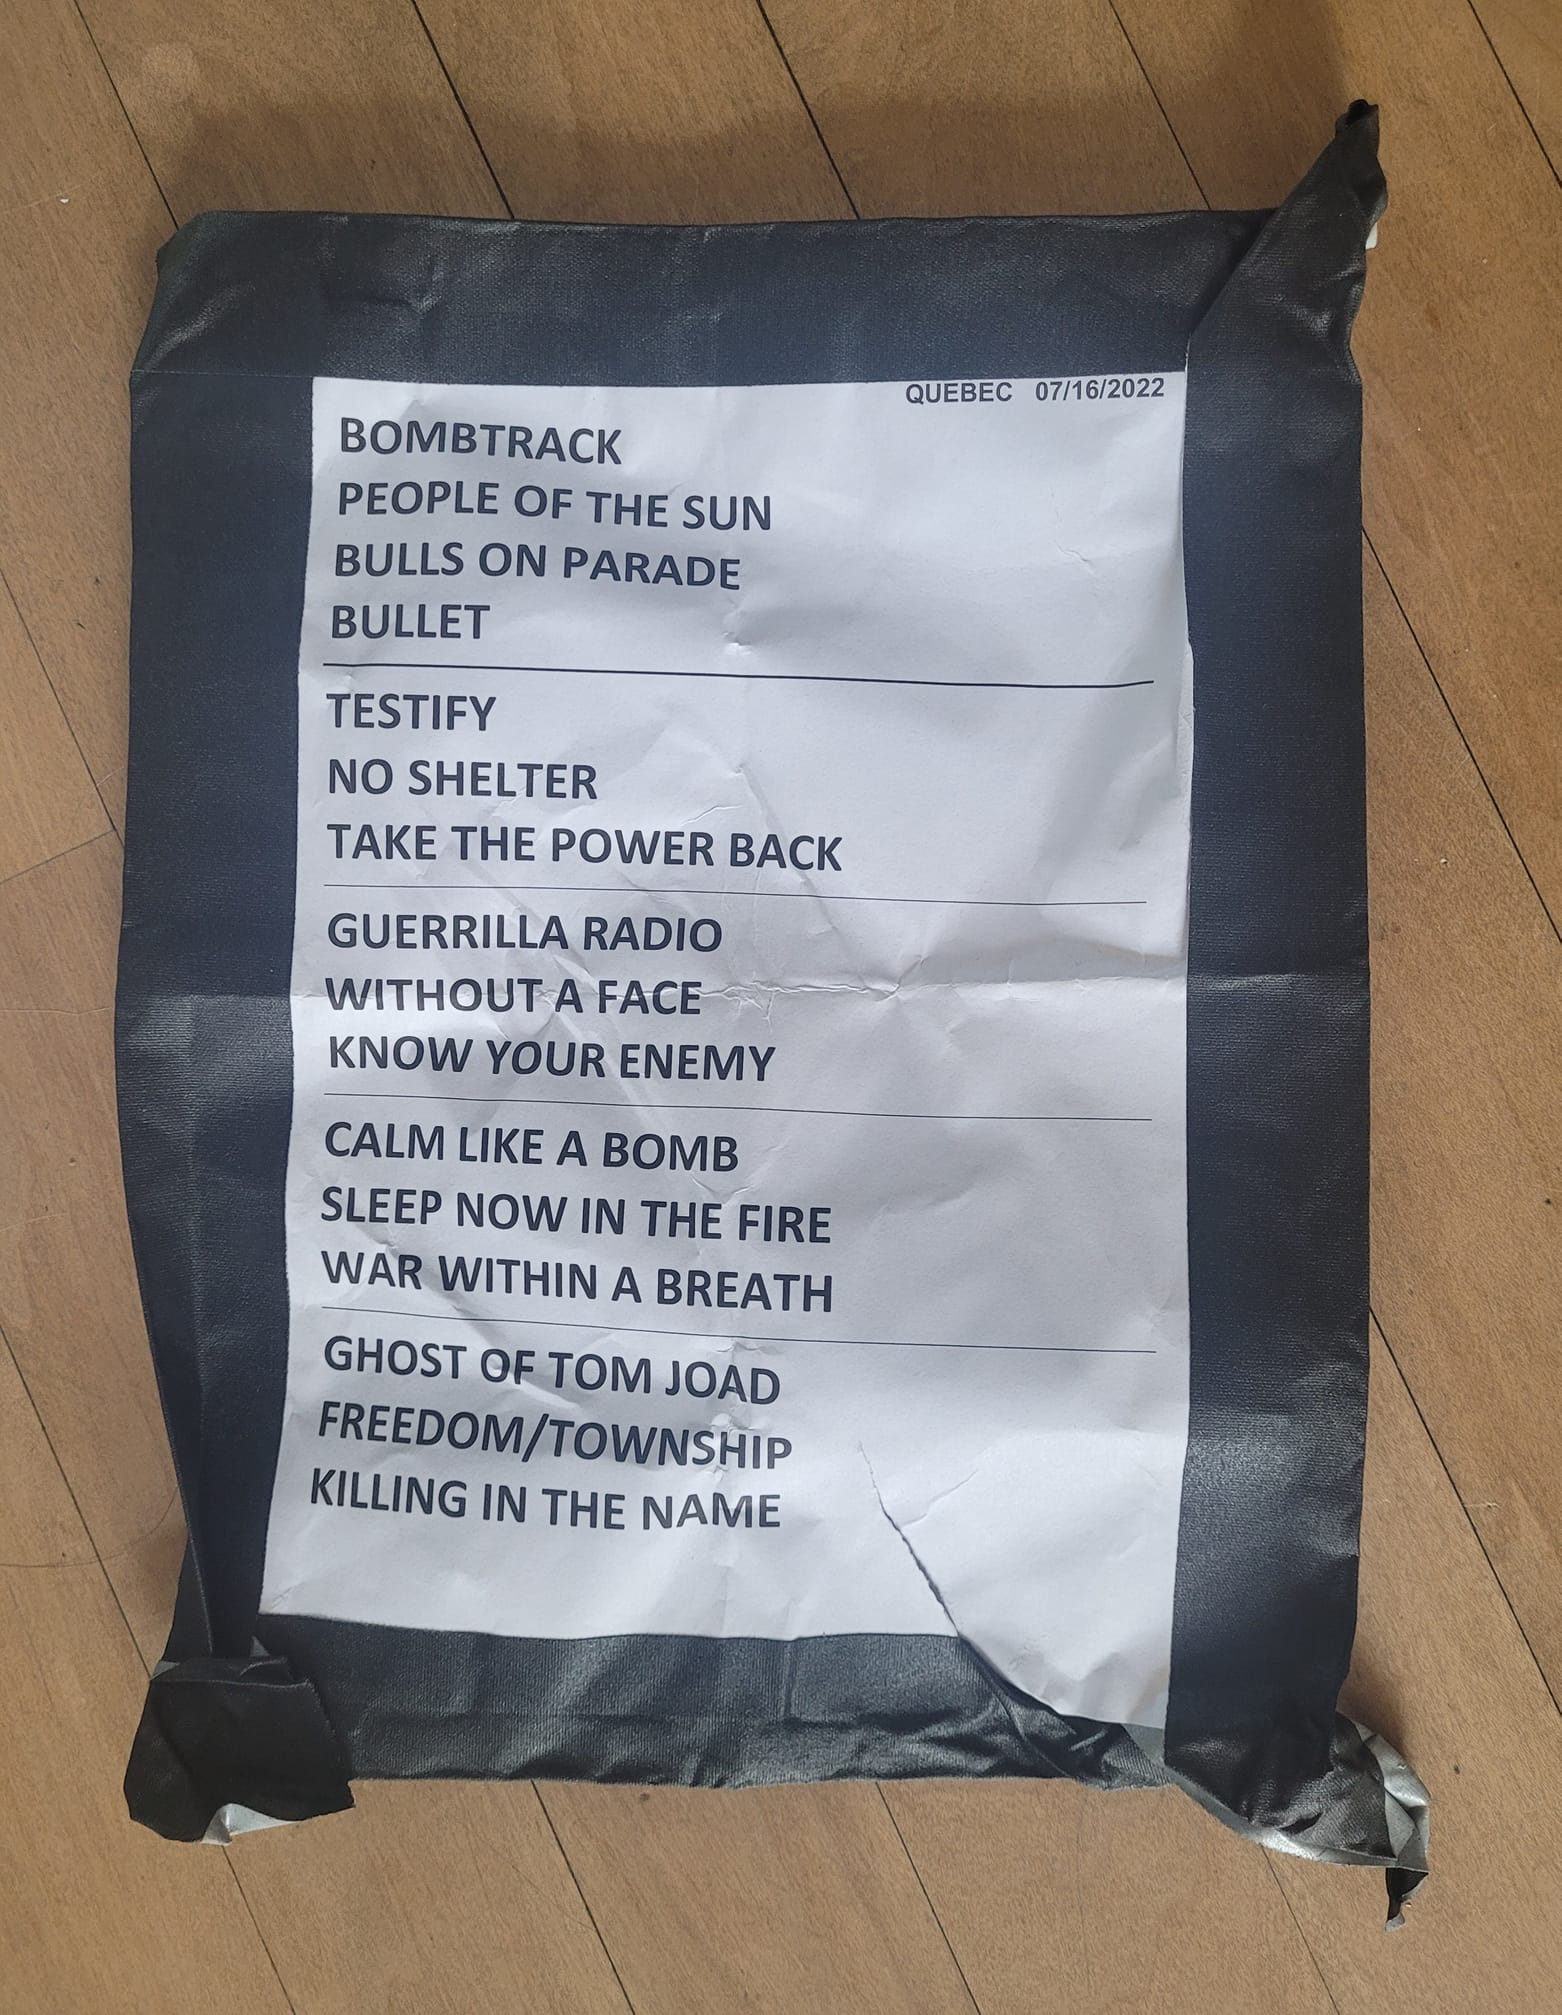 QUEBEC 07/16/2022
BOMBTRACK
PEOPLE OF THE SUN
BULLS ON PARADE
BULLET
TESTIFY
NO SHELTER
TAKE THE POWER BACK
GUERRILLA RADIO
WITHOUT A FACE
KNOW YOUR ENEMY
CALM LIKE A BOMB
SLEEP NOW IN THE FIRE
WAR WITHIN A BREATH
GHOST OF TOM JOAD
FREEDOM/TOWNSHIP
KILLING IN THE NAME